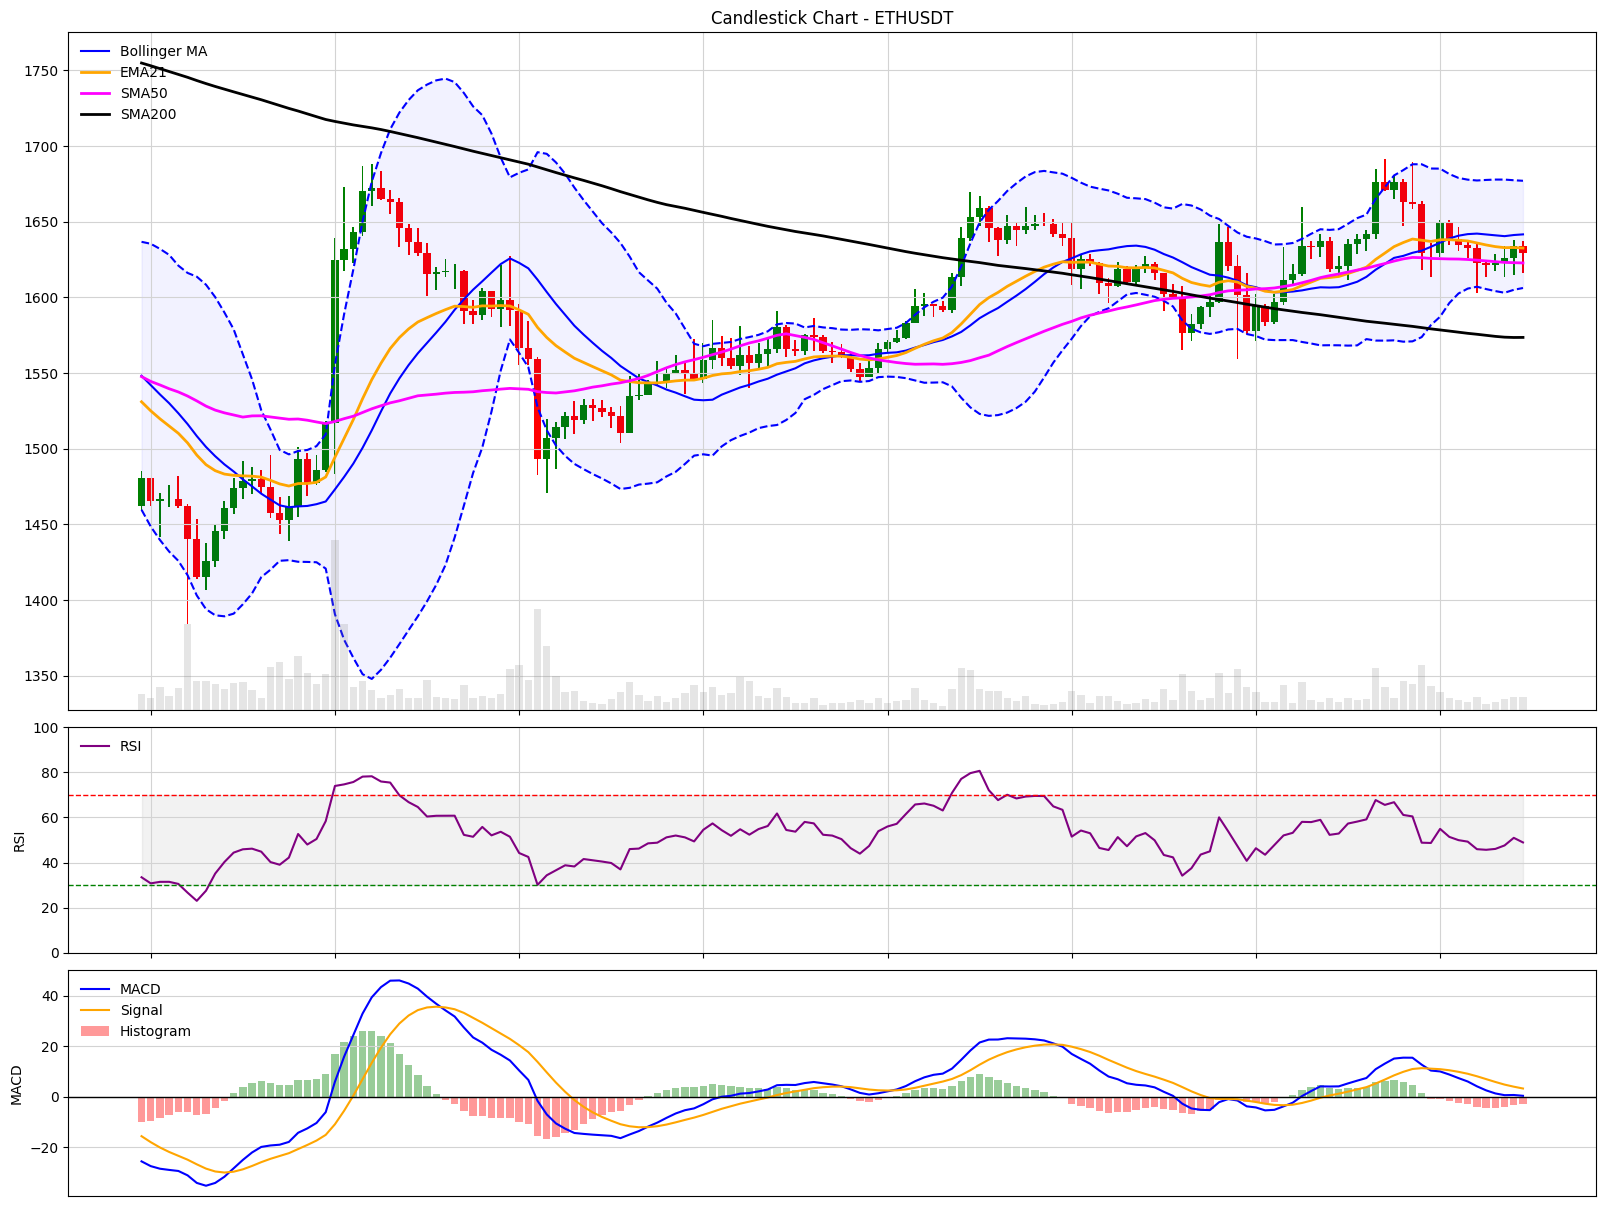 Candlestick Chart - ETHUSDT
Bollinger MA
EMA21
SMA50
SMA200
1750
1700
1650
1600
1550
1500
1450
1400
1350
RSI
100
80
60
40
20
0
RSI
MACD
Signal
Histogram
40
20
0
−20
MACD